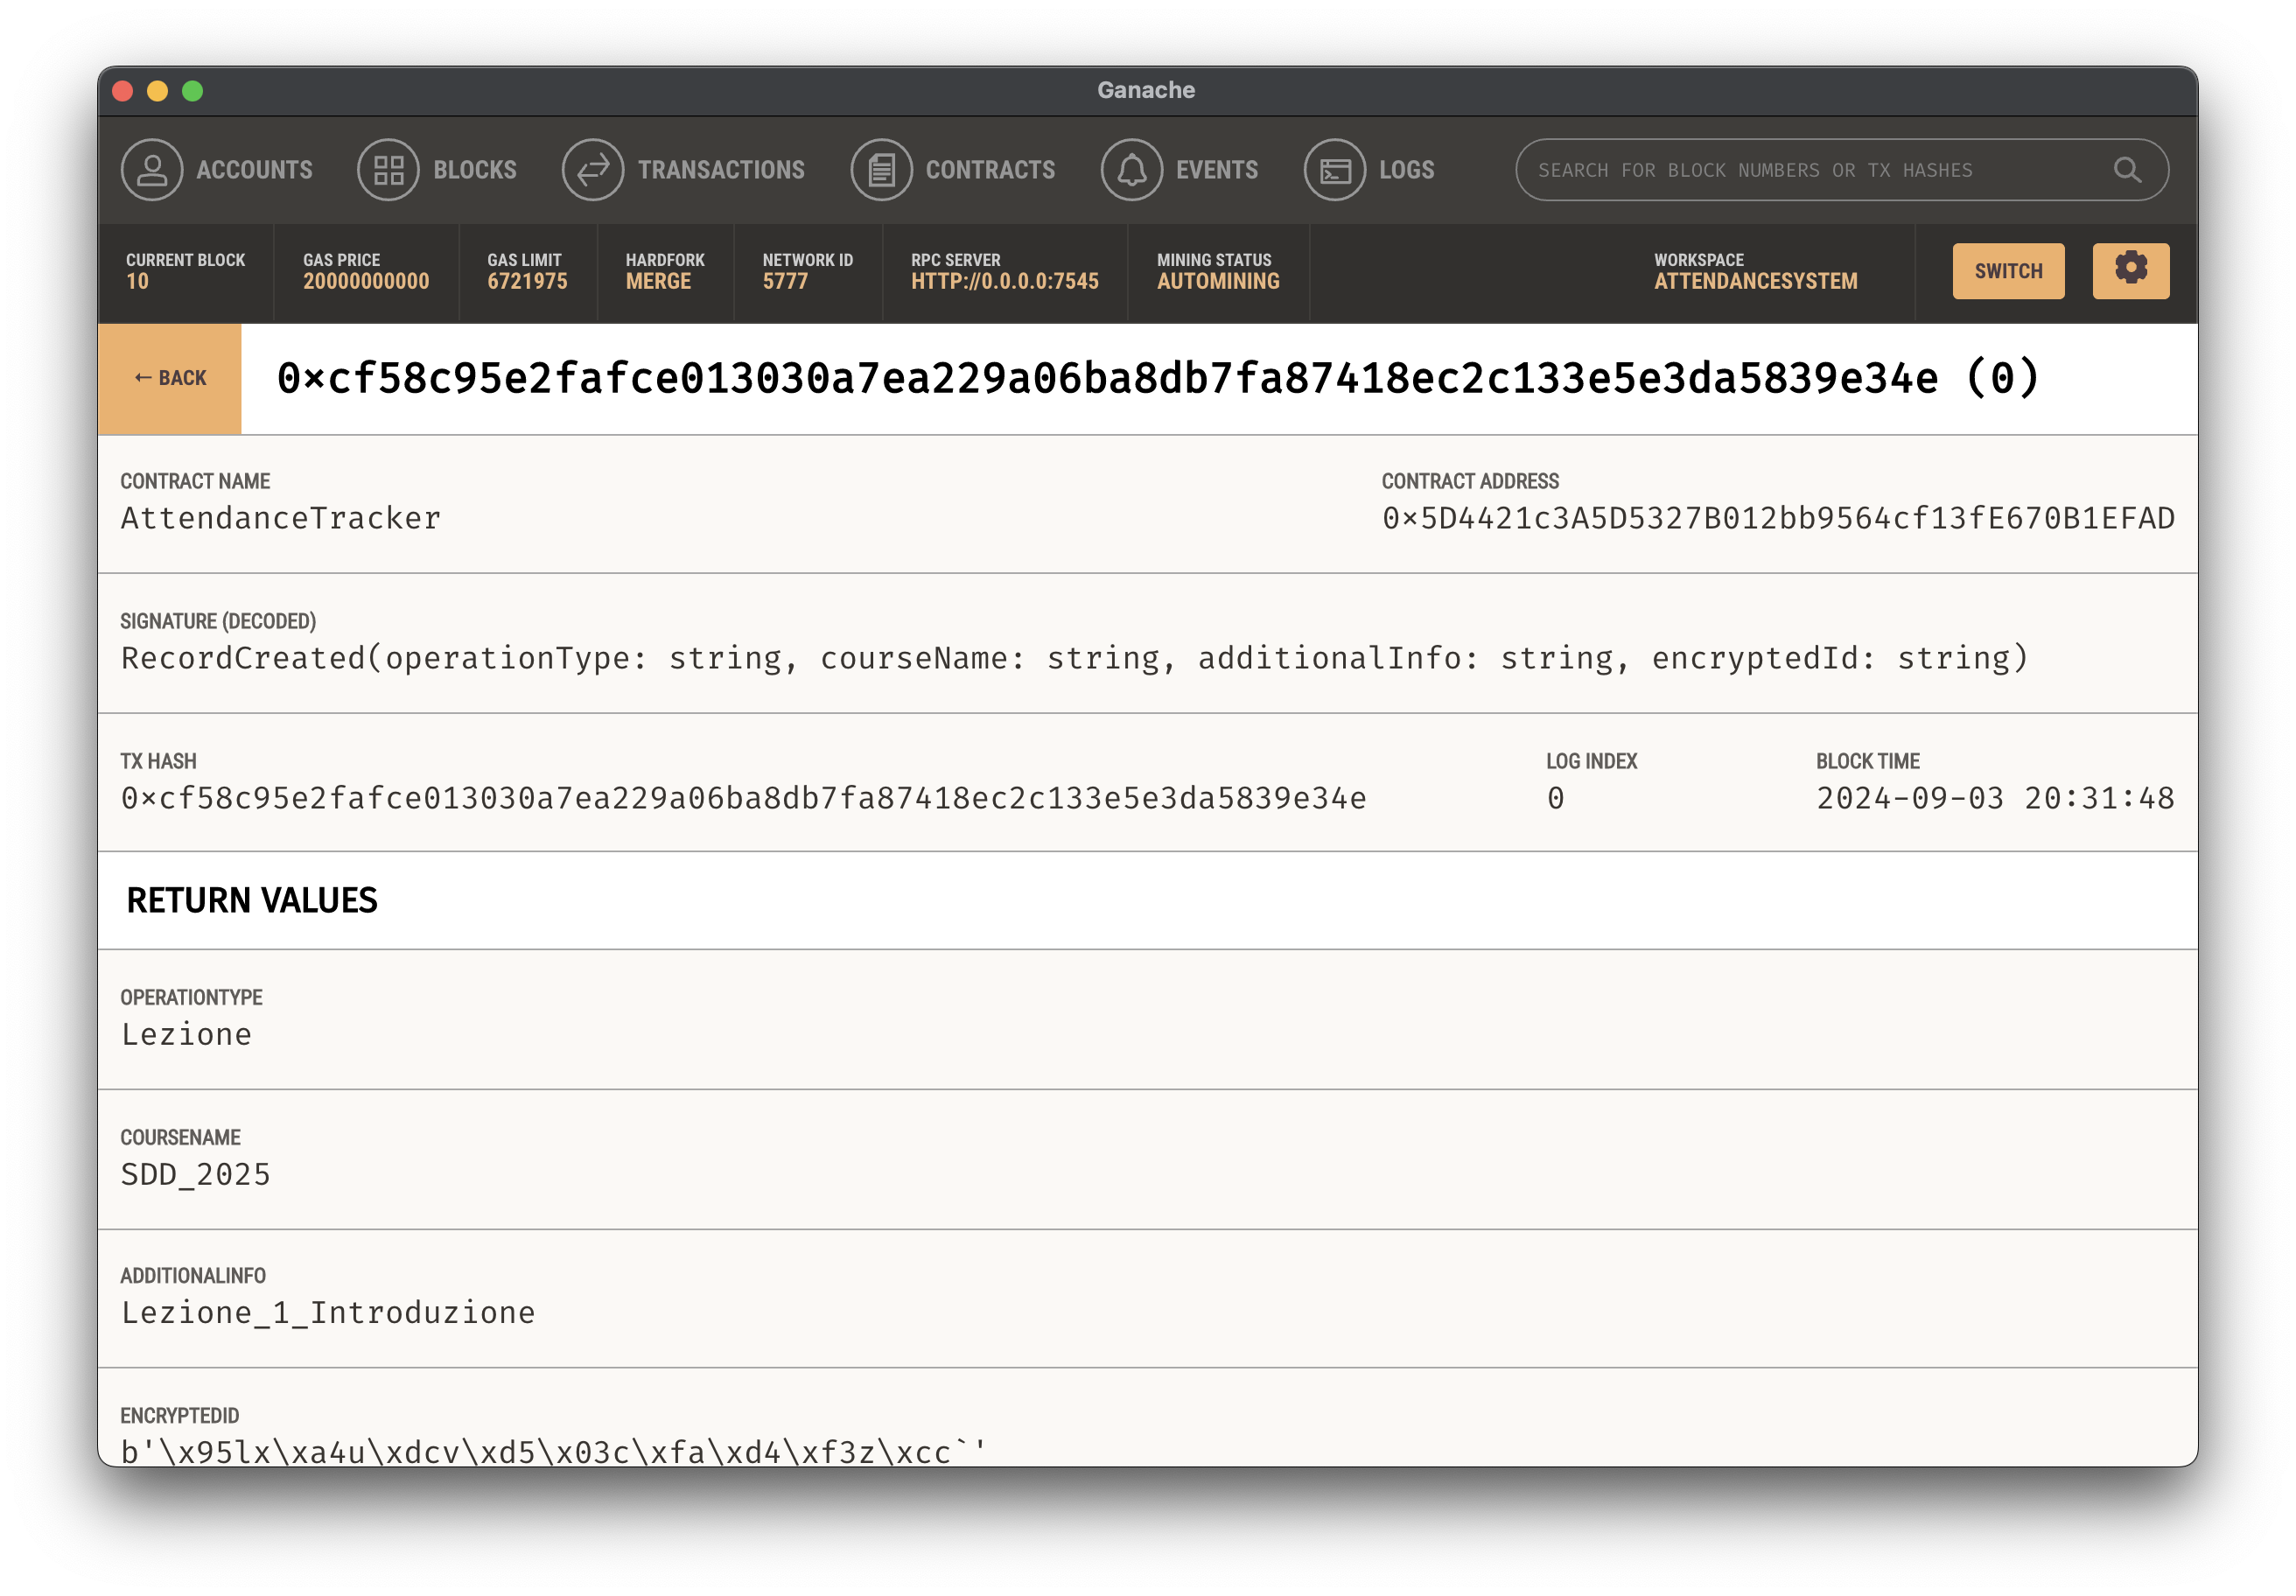 Ganache
ACCOUNTS BLOCKS TRANSACTIONS CONTRACTS EVENTS LOGS SEARCH FOR BLOCK NUMBERS OR TX HASHES
CURRENT BLOCK GAS PRICE GAS LIMIT HARDFORK NETWORK ID RPC SERVER MINING STATUS WORKSPACE
10 20000000000 6721975 MERGE 5777 HTTP://0.0.0.0:7545 AUTOMINING ATTENDANCESYSTEM SWITCH
← BACK 0×cf58c95e2fafce013030a7ea229a06ba8db7fa87418ec2c133e5e3da5839e34e (0)
CONTRACT NAME CONTRACT ADDRESS
AttendanceTracker 0×5D4421c3A5D5327B012bb9564cf13fE670B1EFAD
SIGNATURE (DECODED)
RecordCreated(operationType: string, courseName: string, additionalInfo: string, encryptedId: string)
TX HASH LOG INDEX BLOCK TIME
0×cf58c95e2fafce013030a7ea229a06ba8db7fa87418ec2c133e5e3da5839e34e 0 2024-09-03 20:31:48
RETURN VALUES
OPERATIONTYPE
Lezione
COURSENAME
SDD_2025
ADDITIONALINFO
Lezione_1_Introduzione
ENCRYPTEDID
b'\x95lx\xa4u\xdcv\xd5\x03c\xfa\xd4\xf3z\xcc`'